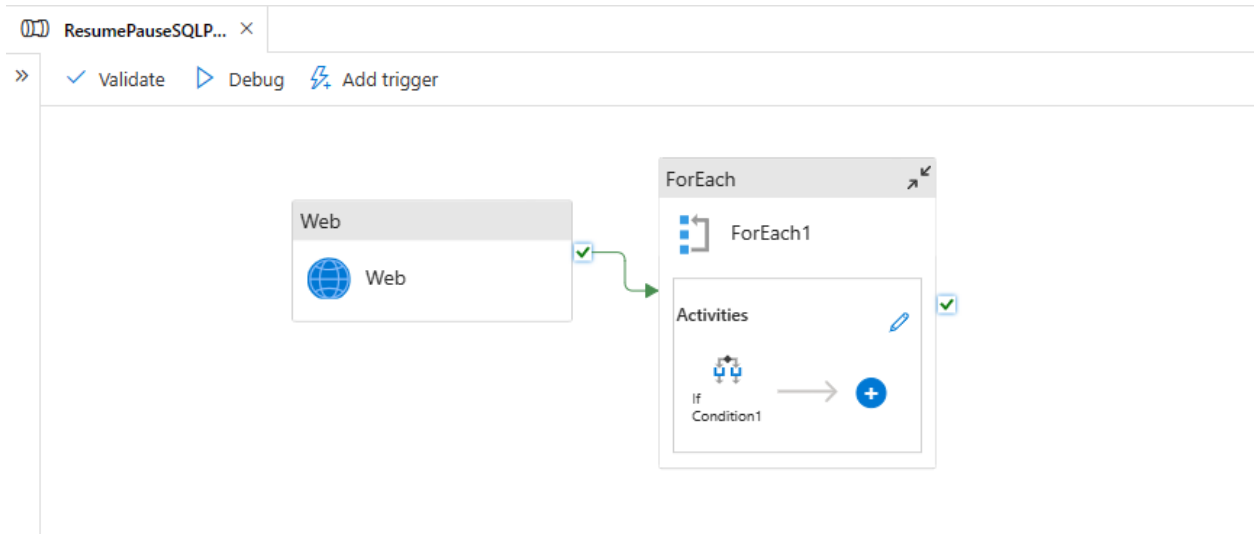 ResumePauseSQLP...
Validate Debug Add trigger
Web
Web
ForEach
ForEach1
Activities
If
Condition1